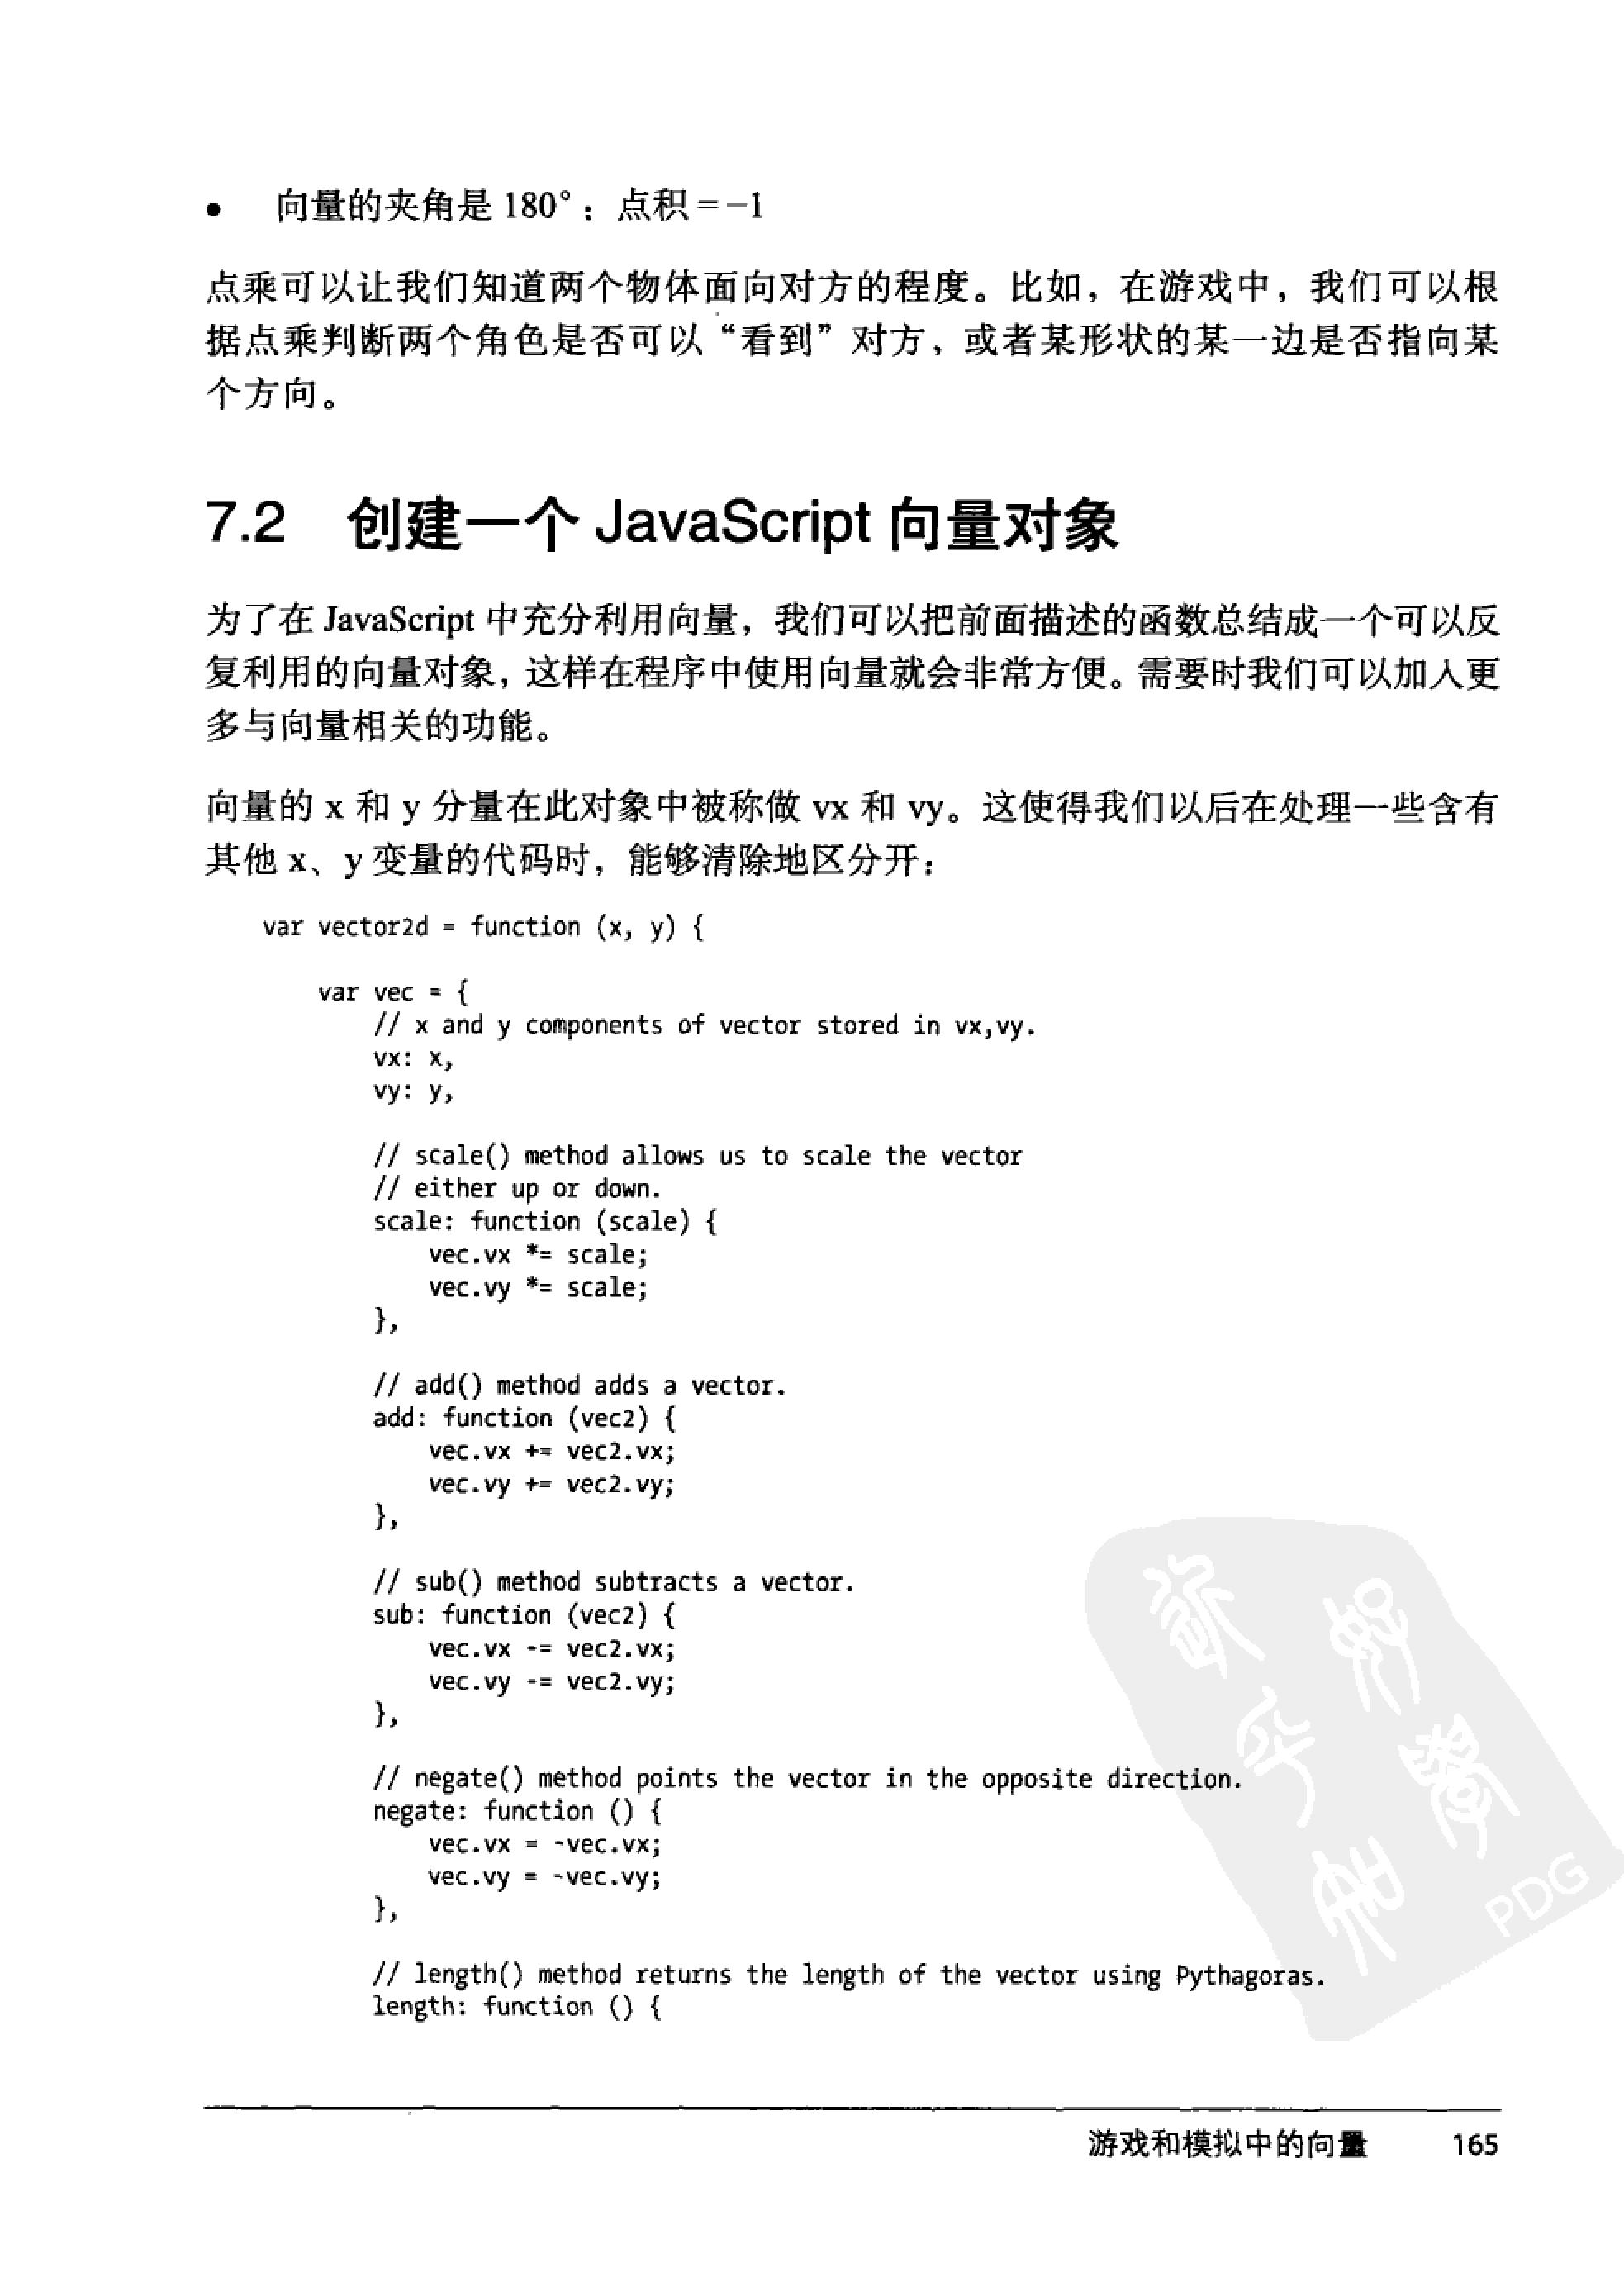 ● 向量的夹角是 180°：点积 = −1
点乘可以让我们知道两个物体面向对方的程度。比如，在游戏中，我们可以根
据点乘判断两个角色是否可以“看到”对方，或者某形状的某一边是否指向某
个方向。
7.2 创建一个 JavaScript 向量对象
为了在 JavaScript 中充分利用向量，我们可以把前面描述的函数总结成一个可以反
复利用的向量对象，这样在程序中使用向量就会非常方便。需要时我们可以加入更
多与向量相关的功能。
向量的 x 和 y 分量在此对象中被称做 vx 和 vy。这使得我们以后在处理一些含有
其他 x、y 变量的代码时，能够清除地区分开：
var vector2d = function (x, y) {
var vec = {
// x and y components of vector stored in vx,vy.
vx: x,
vy: y,
// scale() method allows us to scale the vector
// either up or down.
scale: function (scale) {
vec.vx *= scale;
vec.vy *= scale;
},
// add() method adds a vector.
add: function (vec2) {
vec.vx += vec2.vx;
vec.vy += vec2.vy;
},
// sub() method subtracts a vector.
sub: function (vec2) {
vec.vx -= vec2.vx;
vec.vy -= vec2.vy;
},
// negate() method points the vector in the opposite direction.
negate: function () {
vec.vx = -vec.vx;
vec.vy = -vec.vy;
},
// length() method returns the length of the vector using Pythagoras.
length: function () {
PDG
游戏和模拟中的向量 165